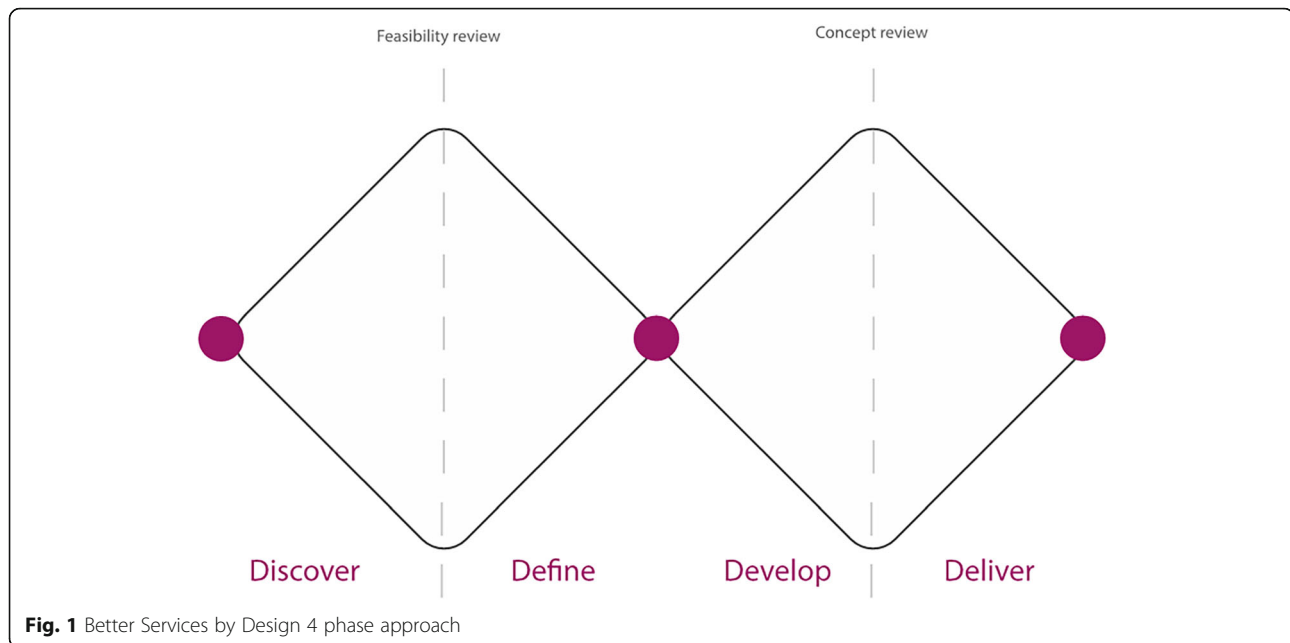 Feasibility review
Concept review
Discover
Define
Develop
Deliver
Fig. 1 Better Services by Design 4 phase approach